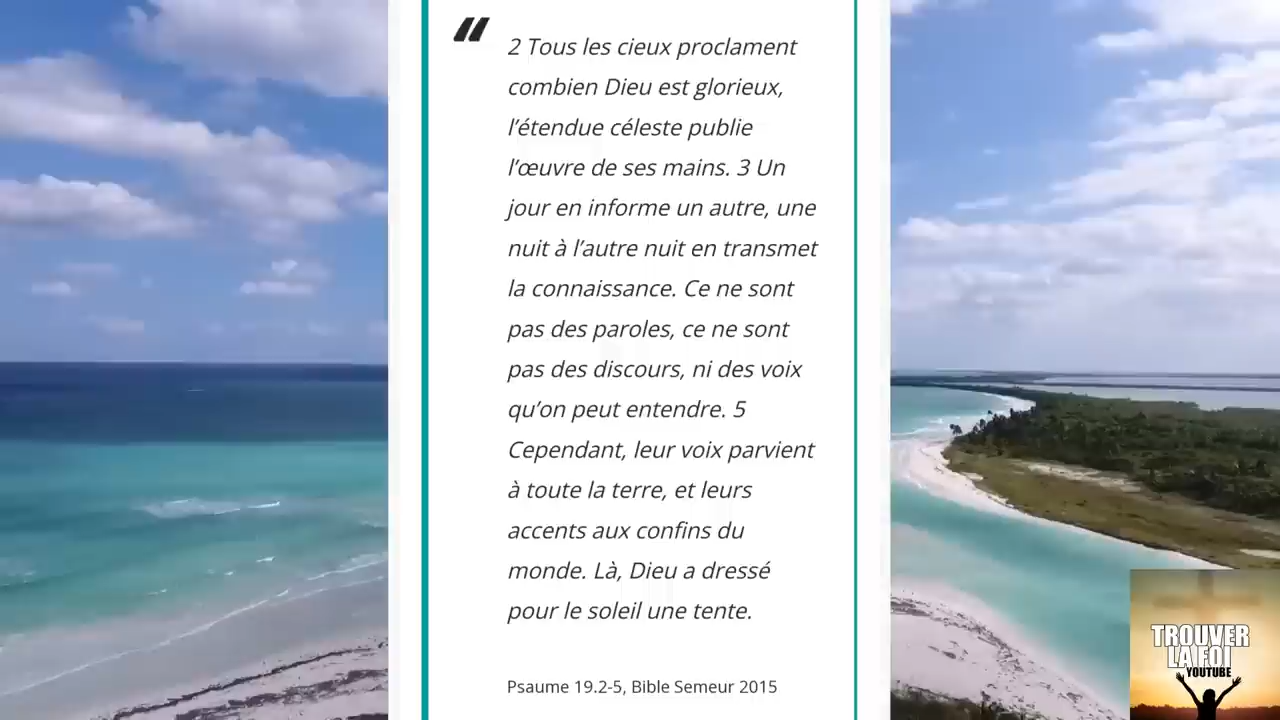 2 Tous les cieux proclament
combien Dieu est glorieux,
l’étendue céleste publie
l’œuvre de ses mains. 3 Un
jour en informe un autre, une
nuit à l’autre nuit en transmet
la connaissance. Ce ne sont
pas des paroles, ce ne sont
pas des discours, ni des voix
qu’on peut entendre. 5
Cependant, leur voix parvient
à toute la terre, et leurs
accents aux confins du
monde. Là, Dieu a dressé
pour le soleil une tente.
Psaume 19.2-5, Bible Semeur 2015
TROUVER
LA FOI
YOUTUBE